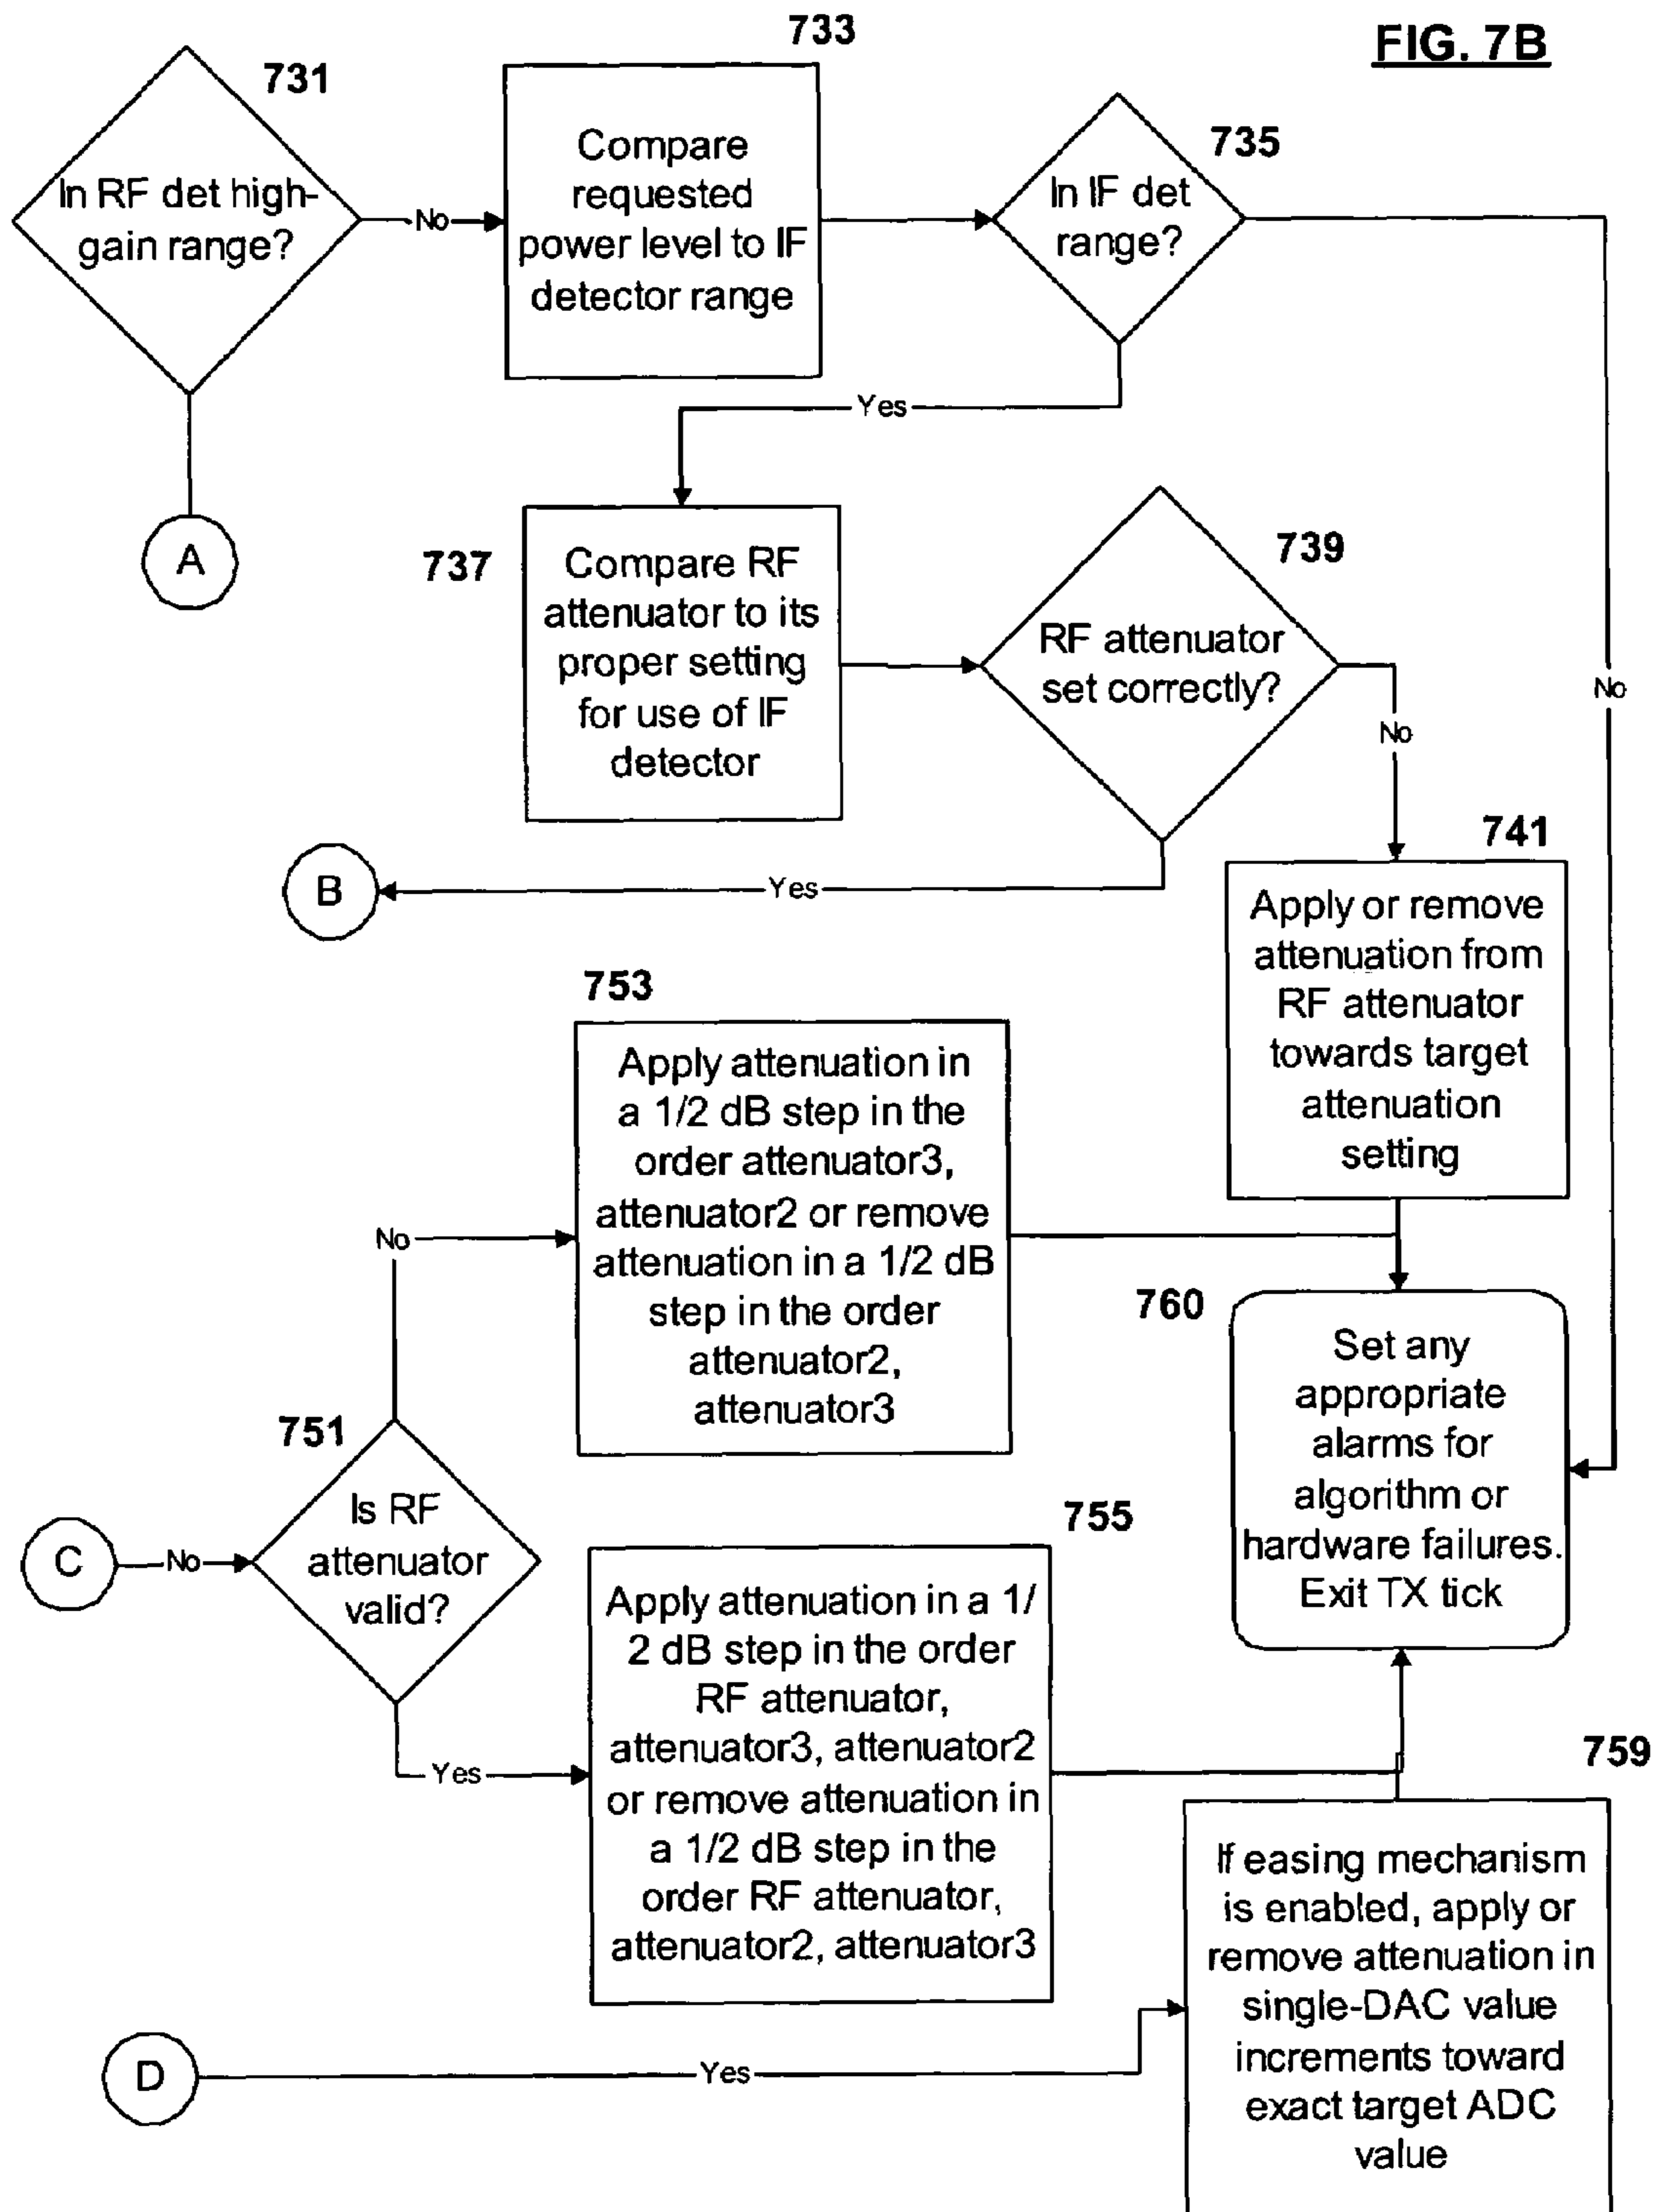 FIG. 7B
731
In RF det high-
gain range?
No
733
Compare
requested
power level to IF
detector range
735
In IF det
range?
Yes
No
A
737
Compare RF
attenuator to its
proper setting
for use of IF
detector
739
RF attenuator
set correctly?
No
Yes
B
741
Apply or remove
attenuation from
RF attenuator
towards target
attenuation
setting
753
Apply attenuation in
a 1/2 dB step in the
order attenuator3,
attenuator2 or remove
attenuation in a 1/2 dB
step in the order
attenuator2,
attenuator3
No
760
Set any
appropriate
alarms for
algorithm or
hardware failures.
Exit TX tick
751
Is RF
attenuator
valid?
C
No
Yes
755
Apply attenuation in a 1/
2 dB step in the order
RF attenuator,
attenuator3, attenuator2
or remove attenuation in
a 1/2 dB step in the
order RF attenuator,
attenuator2, attenuator3
759
If easing mechanism
is enabled, apply or
remove attenuation in
single-DAC value
increments toward
exact target ADC
value
D
Yes